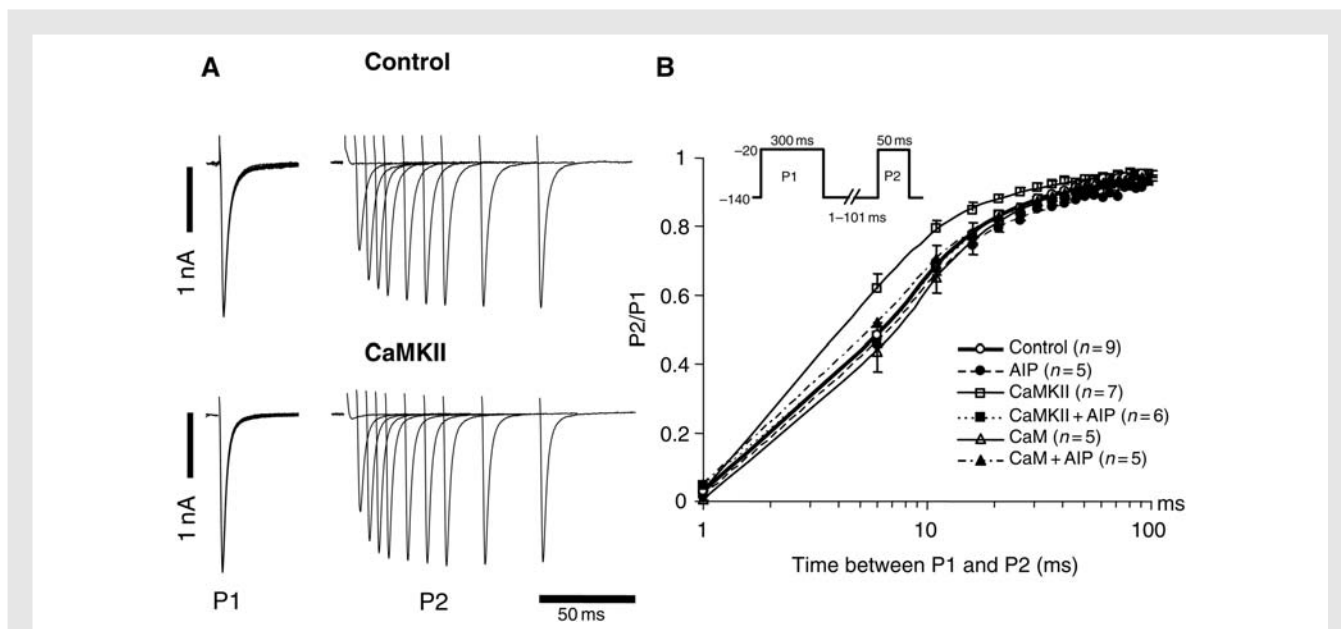 A
Control
1 nA
CaMKII
1 nA
P1
P2
50 ms
B
300 ms
50 ms
−20
P1
P2
−140
1–101 ms
P2/P1
1
0.8
0.6
0.4
0.2
0
Control (n = 9)
AIP (n = 5)
CaMKII (n = 7)
CaMKII + AIP (n = 6)
CaM (n = 5)
CaM + AIP (n = 5)
1
10
100
ms
Time between P1 and P2 (ms)